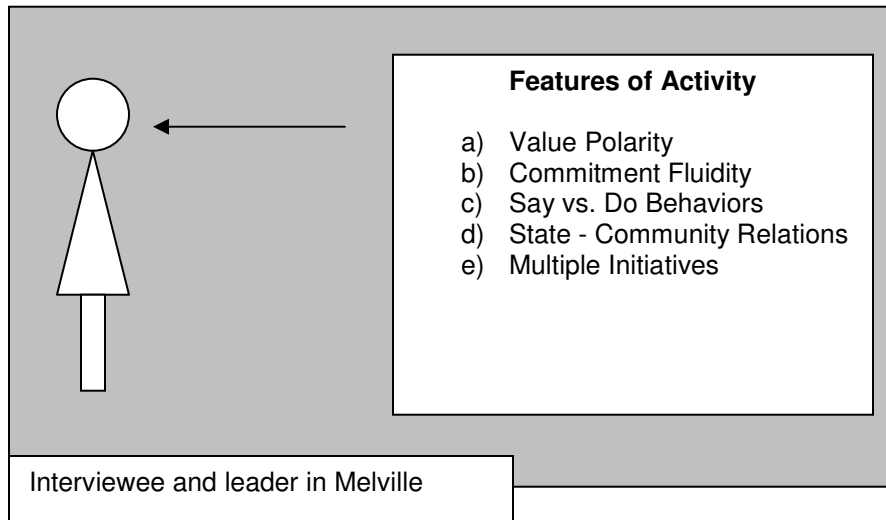 Features of Activity
a) Value Polarity
b) Commitment Fluidity
c) Say vs. Do Behaviors
d) State - Community Relations
e) Multiple Initiatives
Interviewee and leader in Melville